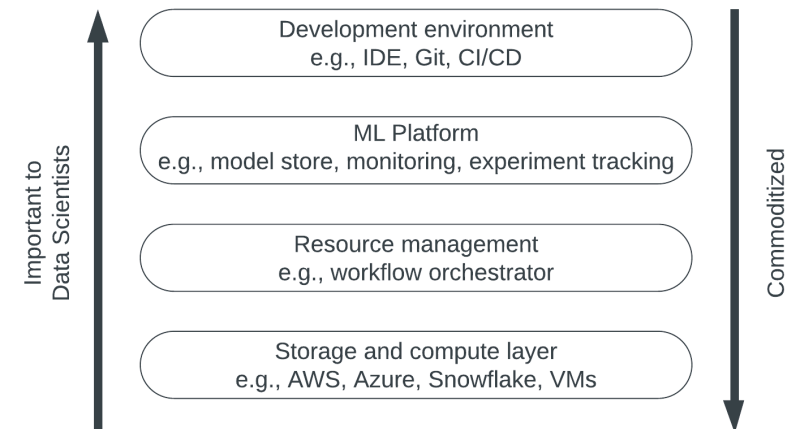 Development environment
e.g., IDE, Git, CI/CD
ML Platform
e.g., model store, monitoring, experiment tracking
Resource management
e.g., workflow orchestrator
Storage and compute layer
e.g., AWS, Azure, Snowflake, VMs
Important to
Data Scientists
Commoditized